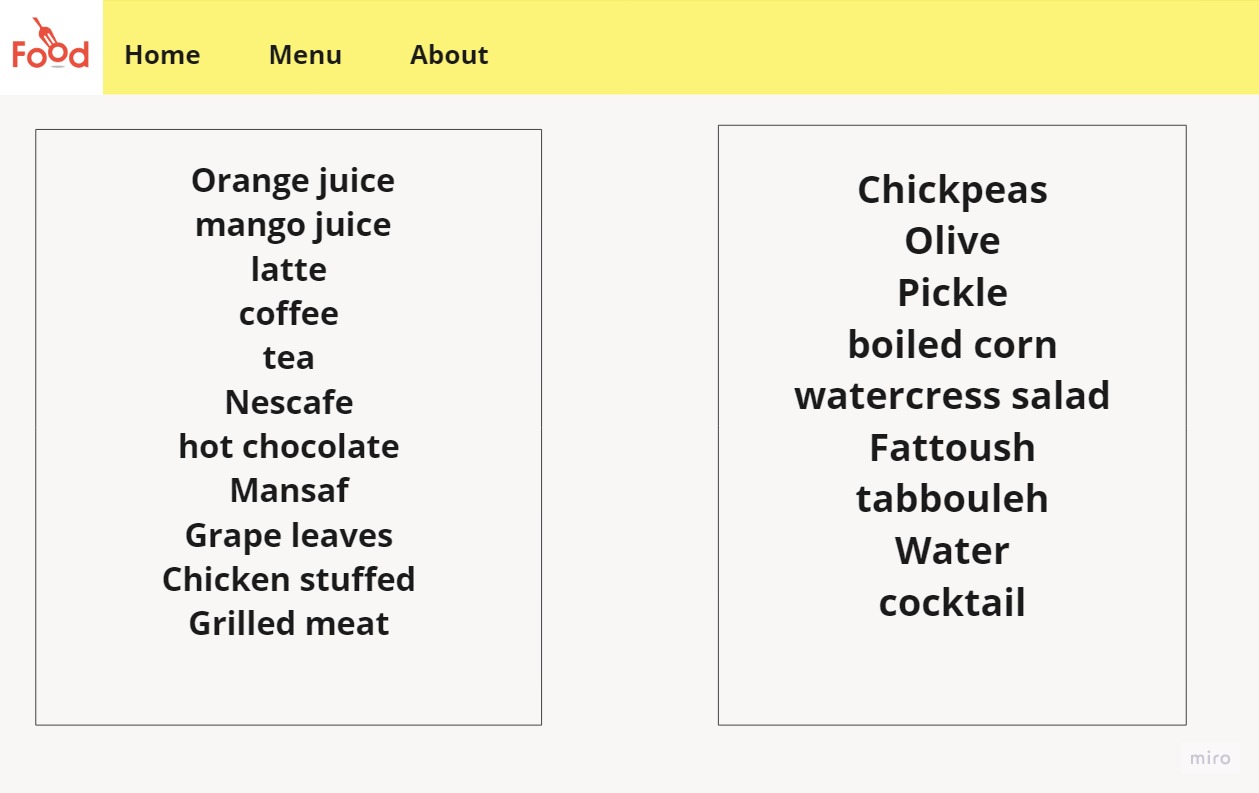 Food
Home Menu About
Orange juice
mango juice
latte
coffee
tea
Nescafe
hot chocolate
Mansaf
Grape leaves
Chicken stuffed
Grilled meat
Chickpeas
Olive
Pickle
boiled corn
watercress salad
Fattoush
tabbouleh
Water
cocktail
miro